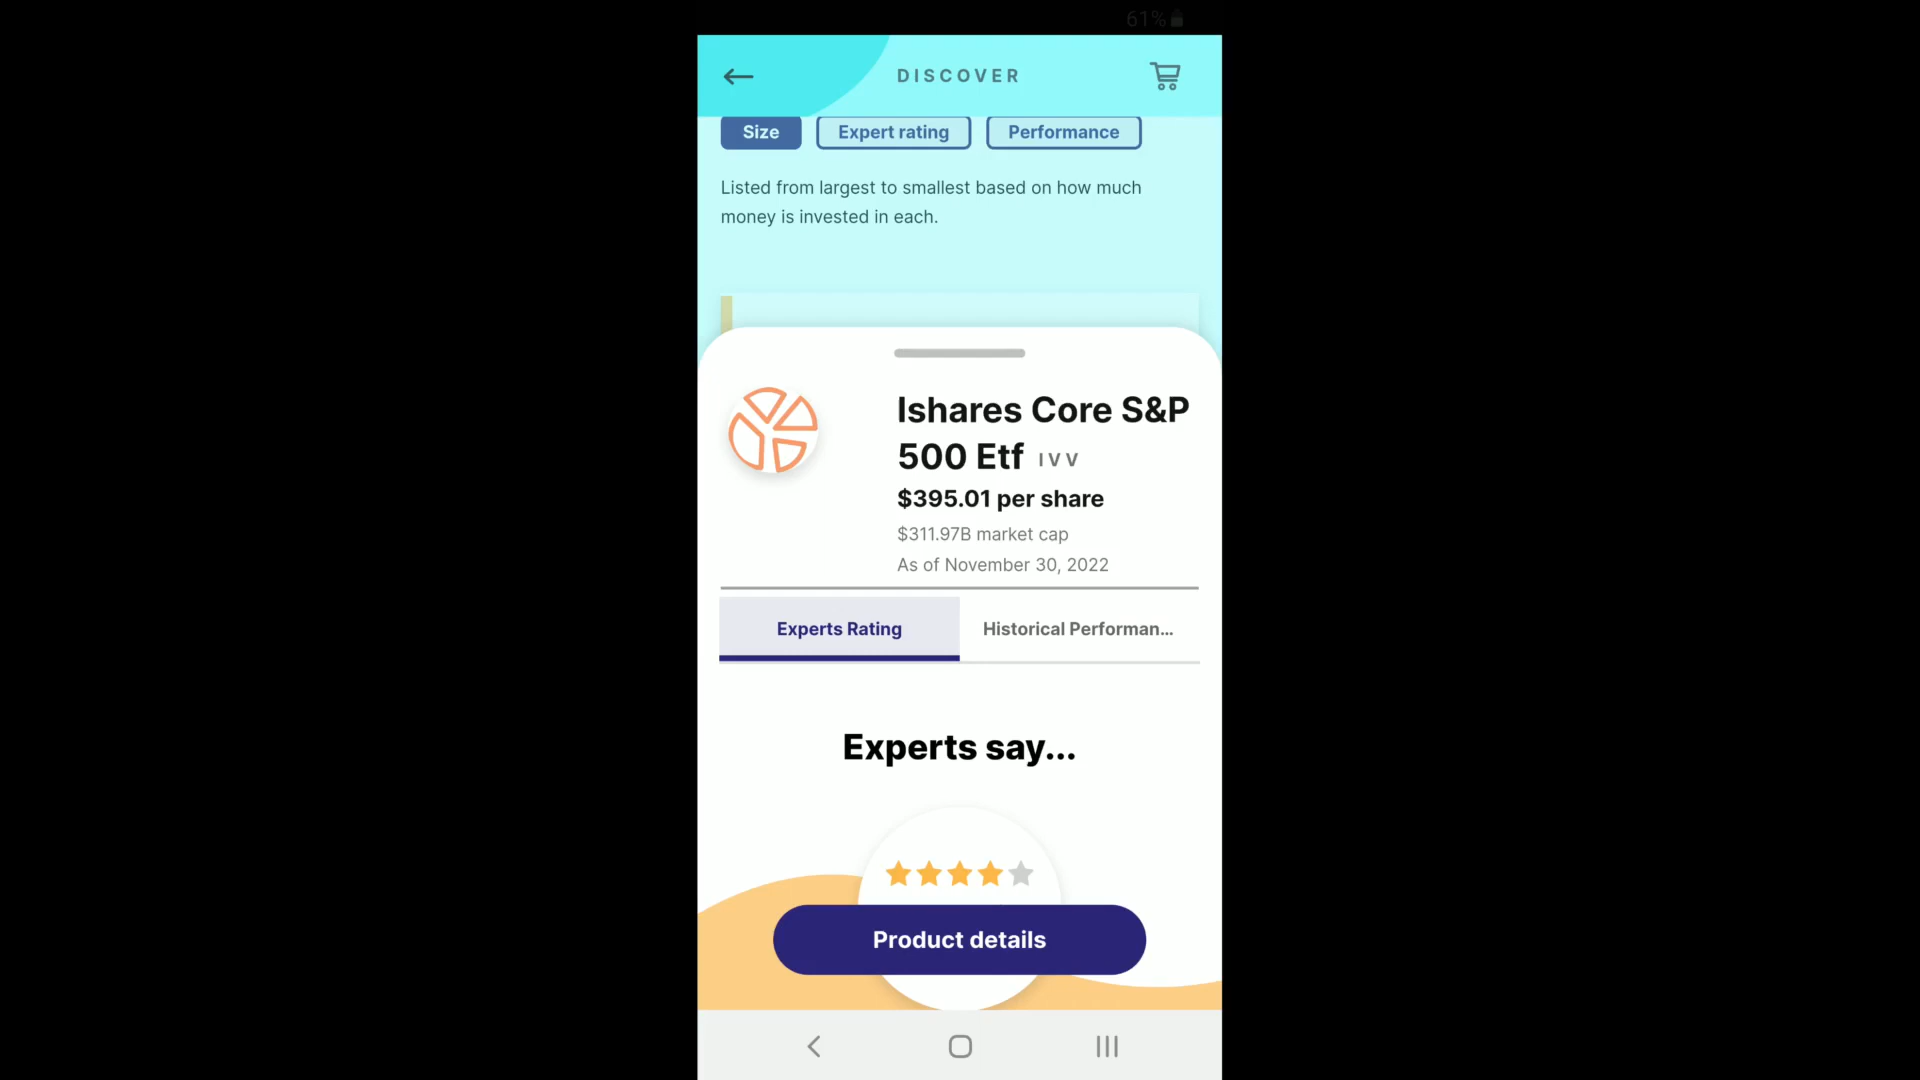 61%
DISCOVER
Size
Expert rating
Performance
Listed from largest to smallest based on how much
money is invested in each.
Ishares Core S&P
500 Etf IVV
$395.01 per share
$311.97B market cap
As of November 30, 2022
Experts Rating
Historical Performan...
Experts say...
Product details